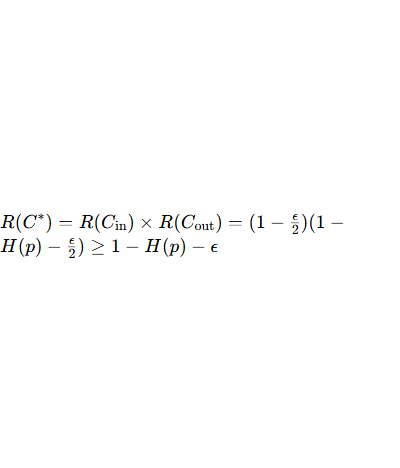 R(C*) = R(C_in) × R(C_out) = (1 − ϵ/2)(1 −
H(p) − ϵ/2) ≥ 1 − H(p) − ϵ